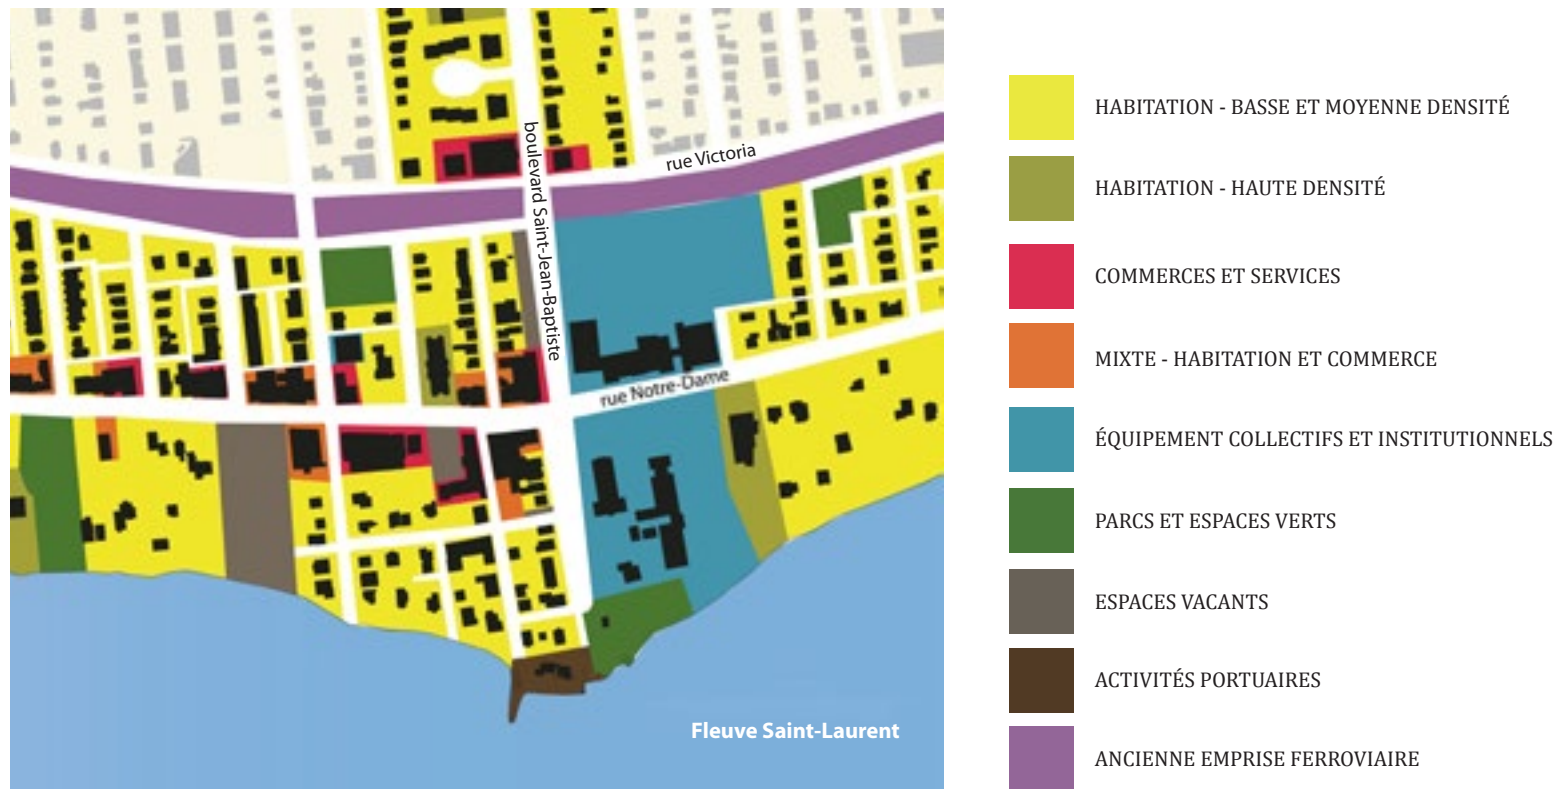 rue Victoria
boulevard Saint-Jean-Baptiste
rue Notre-Dame
Fleuve Saint-Laurent
HABITATION - BASSE ET MOYENNE DENSITÉ
HABITATION - HAUTE DENSITÉ
COMMERCES ET SERVICES
MIXTE - HABITATION ET COMMERCE
ÉQUIPEMENT COLLECTIFS ET INSTITUTIONNELS
PARCS ET ESPACES VERTS
ESPACES VACANTS
ACTIVITÉS PORTUAIRES
ANCIENNE EMPRISE FERROVIAIRE